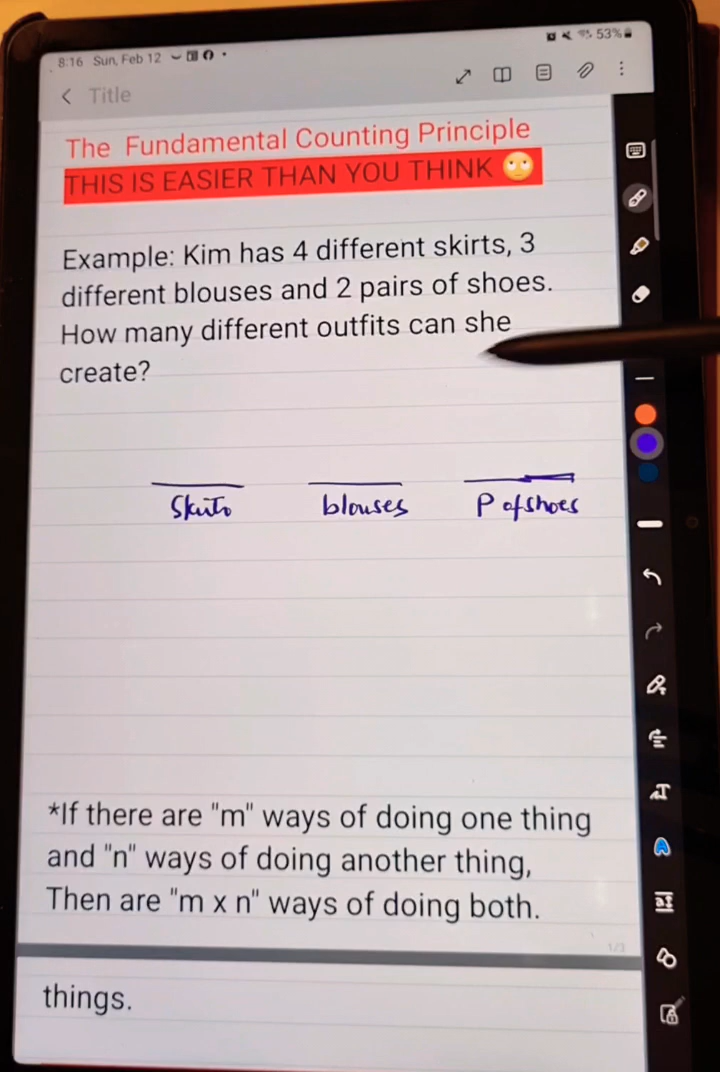 8:16 Sun, Feb 12
53%
Title
The Fundamental Counting Principle
THIS IS EASIER THAN YOU THINK 🙄
Example: Kim has 4 different skirts, 3
different blouses and 2 pairs of shoes.
How many different outfits can she
create?
Skirts blouses P of shoes
*If there are "m" ways of doing one thing
and "n" ways of doing another thing,
Then are "m x n" ways of doing both.
1/3
things.